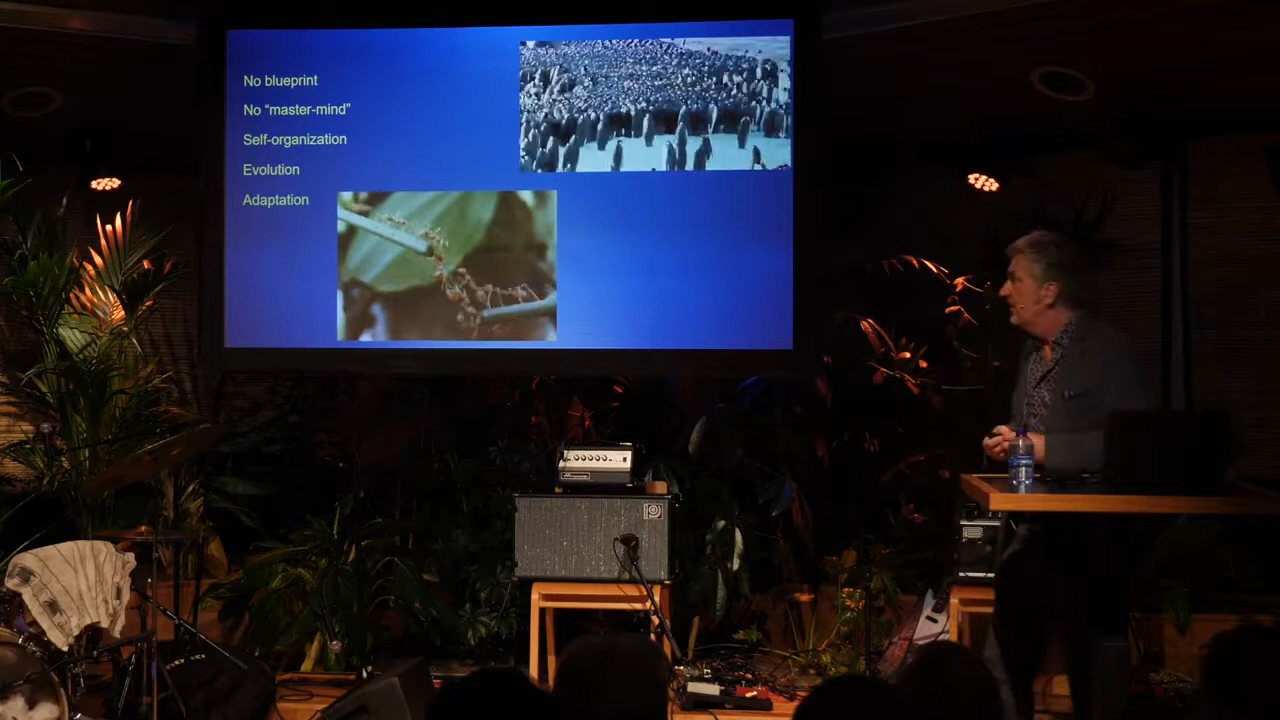 No blueprint
No “master-mind”
Self-organization
Evolution
Adaptation